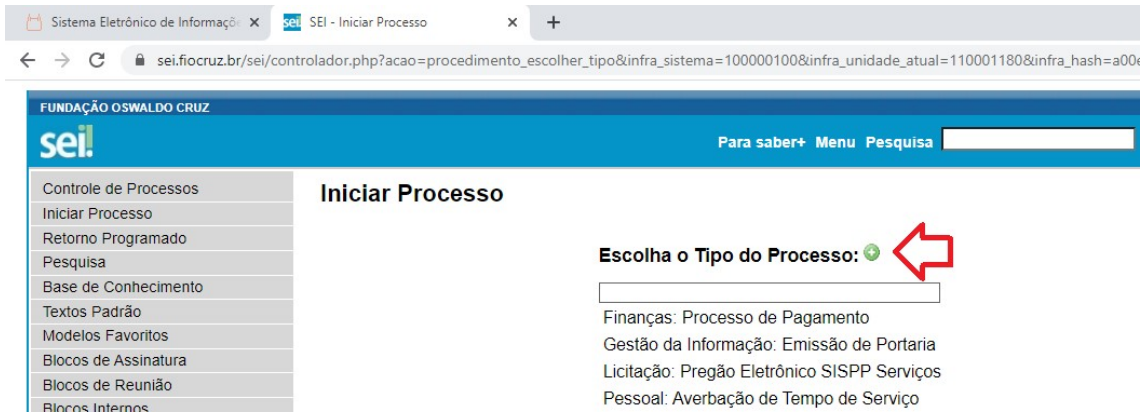 Sistema Eletrônico de Informaçõe
sei! SEI - Iniciar Processo
sei.fiocruz.br/sei/controlador.php?acao=procedimento_escolher_tipo&infra_sistema=100000100&infra_unidade_atual=110001180&infra_hash=a00e
FUNDAÇÃO OSWALDO CRUZ
sei!
Para saber+ Menu Pesquisa
Controle de Processos
Iniciar Processo
Retorno Programado
Pesquisa
Base de Conhecimento
Textos Padrão
Modelos Favoritos
Blocos de Assinatura
Blocos de Reunião
Blocos Internos
Iniciar Processo
Escolha o Tipo do Processo:
Finanças: Processo de Pagamento
Gestão da Informação: Emissão de Portaria
Licitação: Pregão Eletrônico SISPP Serviços
Pessoal: Averbação de Tempo de Serviço